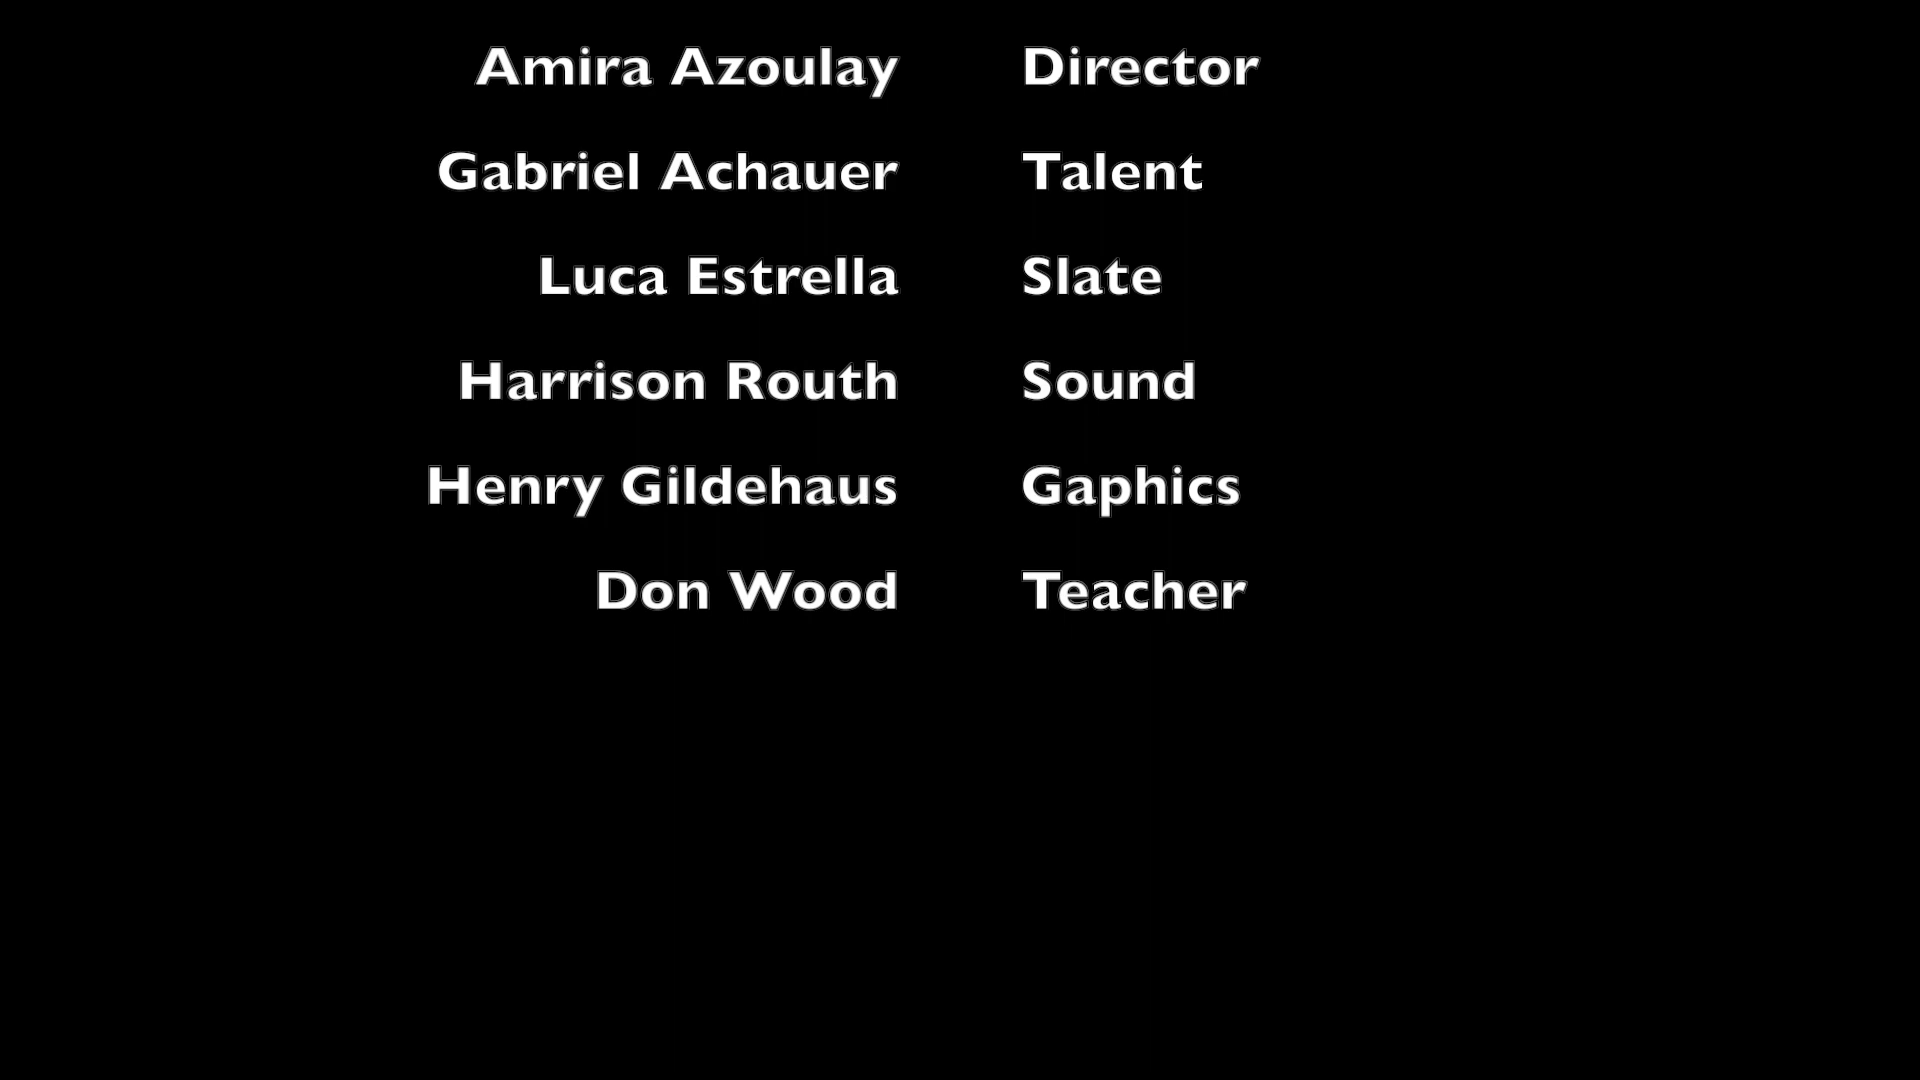 Amira Azoulay Director
Gabriel Achauer Talent
Luca Estrella Slate
Harrison Routh Sound
Henry Gildehaus Gaphics
Don Wood Teacher